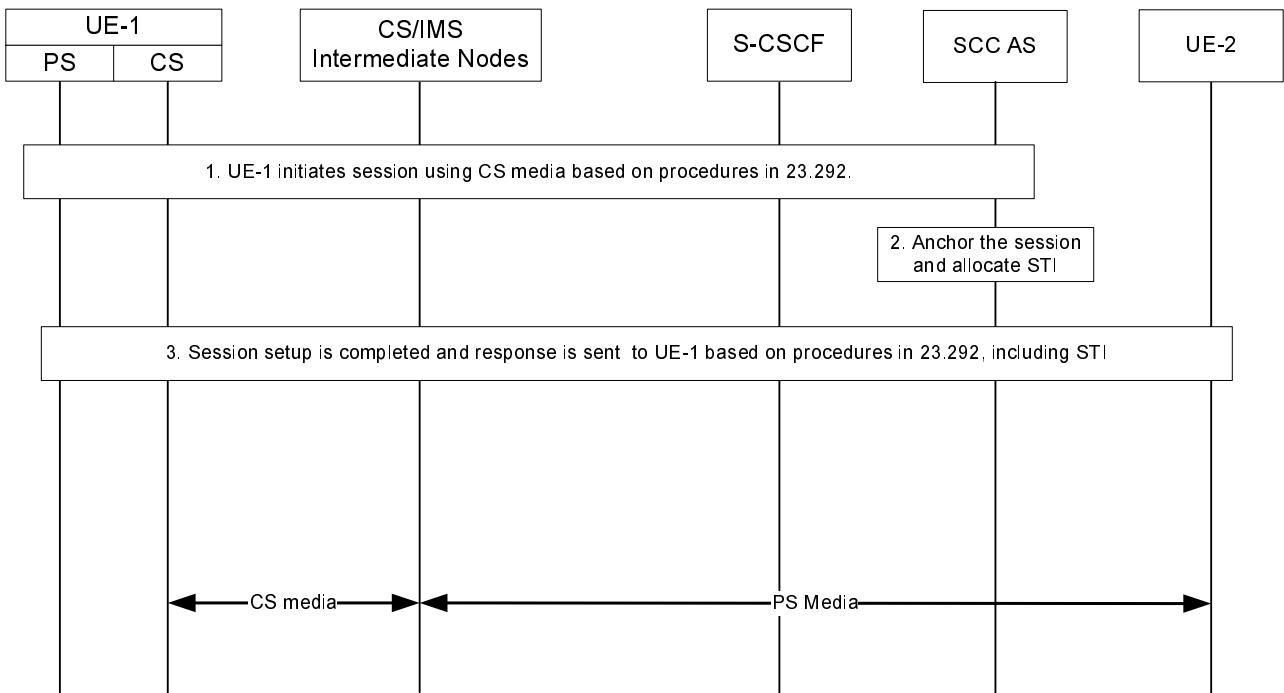 UE-1
PS
CS
CS/IMS
Intermediate Nodes
S-CSCF
SCC AS
UE-2
1. UE-1 initiates session using CS media based on procedures in 23.292.
2. Anchor the session
and allocate STI
3. Session setup is completed and response is sent to UE-1 based on procedures in 23.292, including STI
CS media
PS Media